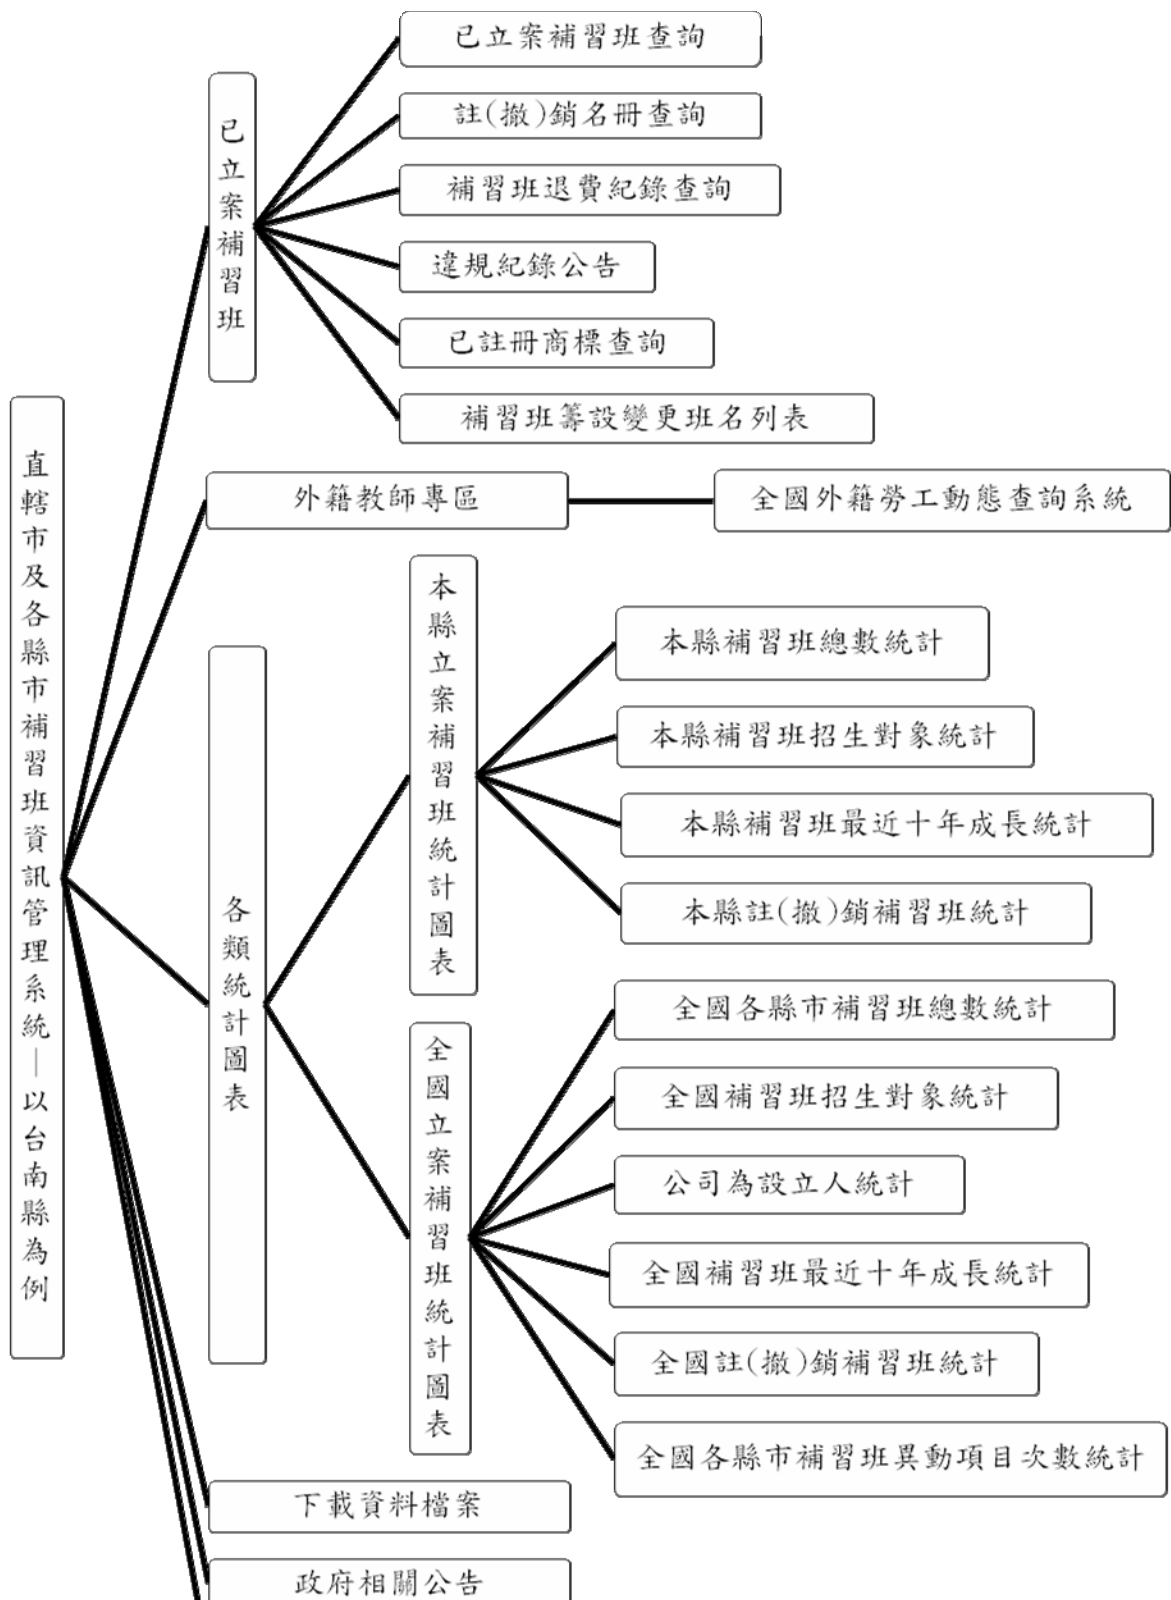 直轄市及各縣市補習班資訊管理系統—以台南縣為例
已立案補習班
已立案補習班查詢
註(撤)銷名冊查詢
補習班退費紀錄查詢
違規紀錄公告
已註冊商標查詢
補習班籌設變更班名列表
外籍教師專區
全國外籍勞工動態查詢系統
各類統計圖表
本縣立案補習班統計圖表
本縣補習班總數統計
本縣補習班招生對象統計
本縣補習班最近十年成長統計
本縣註(撤)銷補習班統計
全國立案補習班統計圖表
全國各縣市補習班總數統計
全國補習班招生對象統計
公司為設立人統計
全國補習班最近十年成長統計
全國註(撤)銷補習班統計
全國各縣市補習班異動項目次數統計
下載資料檔案
政府相關公告